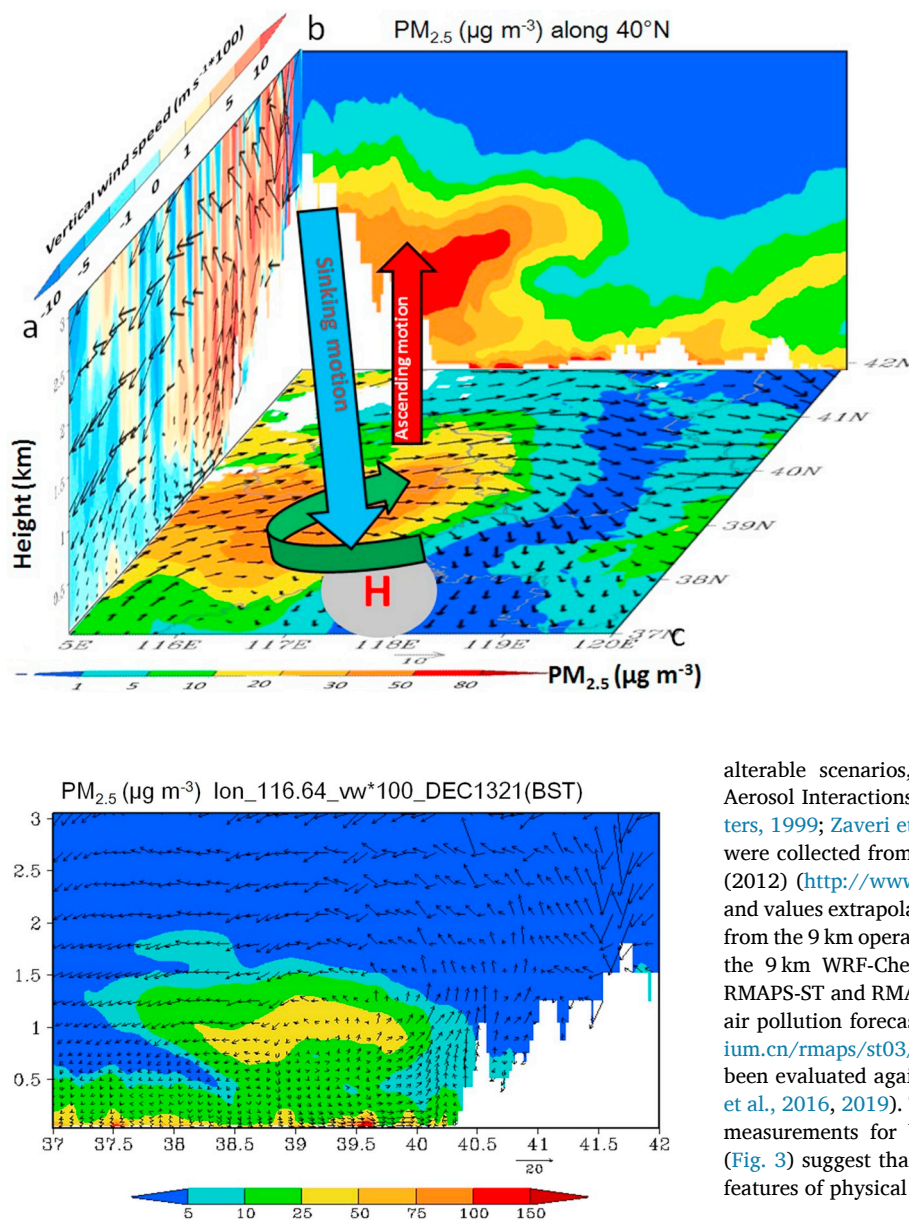 b
PM2.5 (µg m-3) along 40°N
Vertical wind speed (m s-1*100)
-10 -5 -1 0 1 5 10
a
Sinking motion
Ascending motion
Height (km)
42N
41N
40N
39N
38N
37N
H
5E 116E 117E 118E 119E 120E
c
10
1 5 10 20 30 50 80
PM2.5 (µg m-3)
PM2.5 (µg m-3) lon_116.64_vw*100_DEC1321(BST)
3
2.5
2
1.5
1
0.5
37 37.5 38 38.5 39 39.5 40 40.5 41 41.5 42
20
5 10 25 50 75 100 150
alterable scenarios,
Aerosol Interactions
ters, 1999; Zaveri et
were collected from
(2012) (http://www.
and values extrapola
from the 9 km opera
the 9 km WRF-Che
RMAPS-ST and RMA
air pollution forecas
ium.cn/rmaps/st03/
been evaluated agai
et al., 2016, 2019).
measurements for
(Fig. 3) suggest tha
features of physical